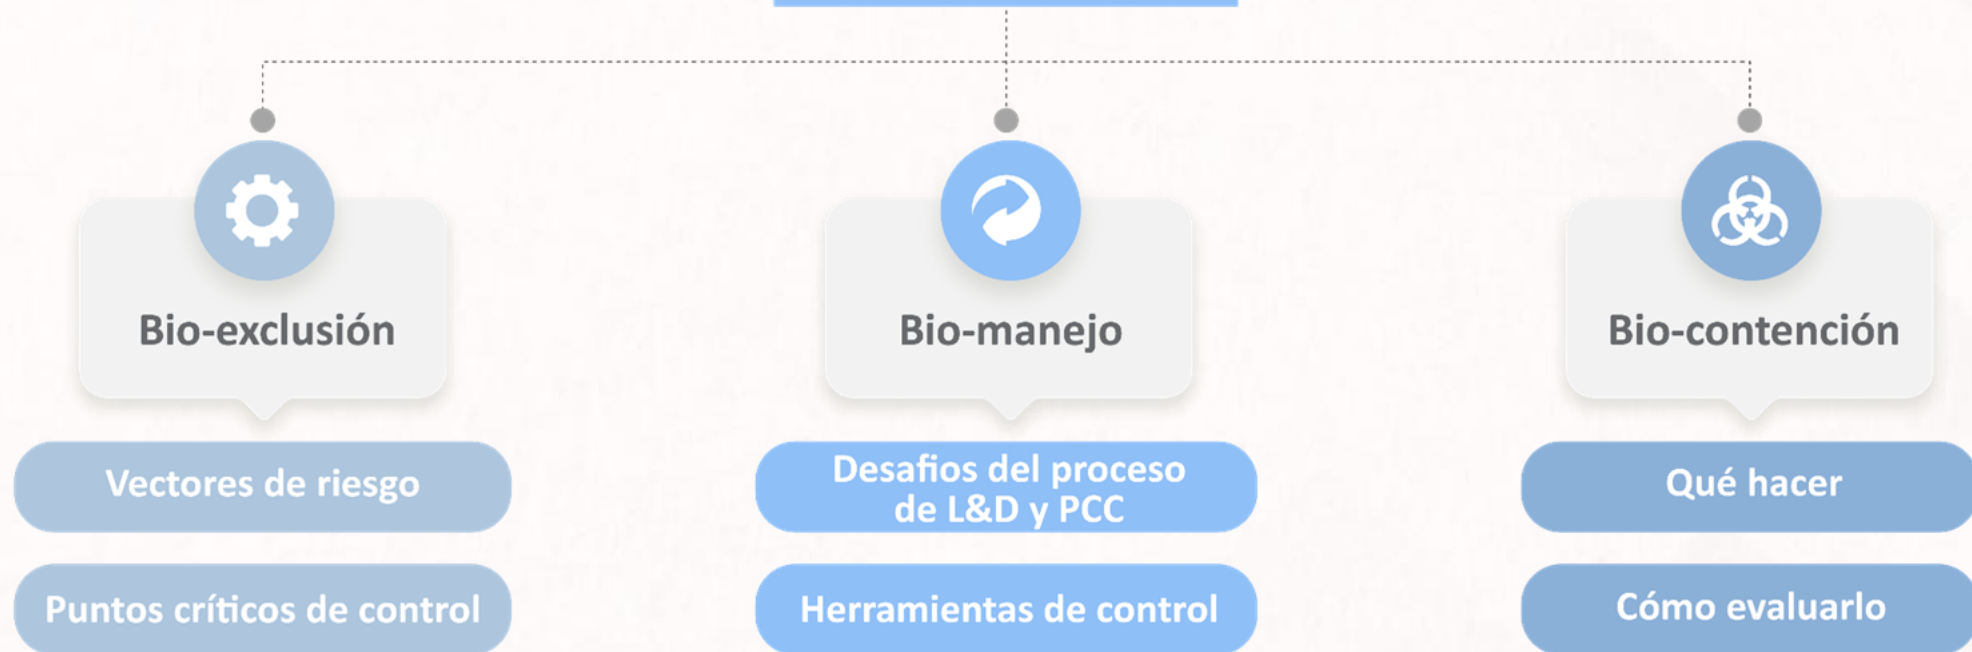 Bio-exclusión
Vectores de riesgo
Puntos críticos de control
Bio-manejo
Desafios del proceso
de L&D y PCC
Herramientas de control
Bio-contención
Qué hacer
Cómo evaluarlo